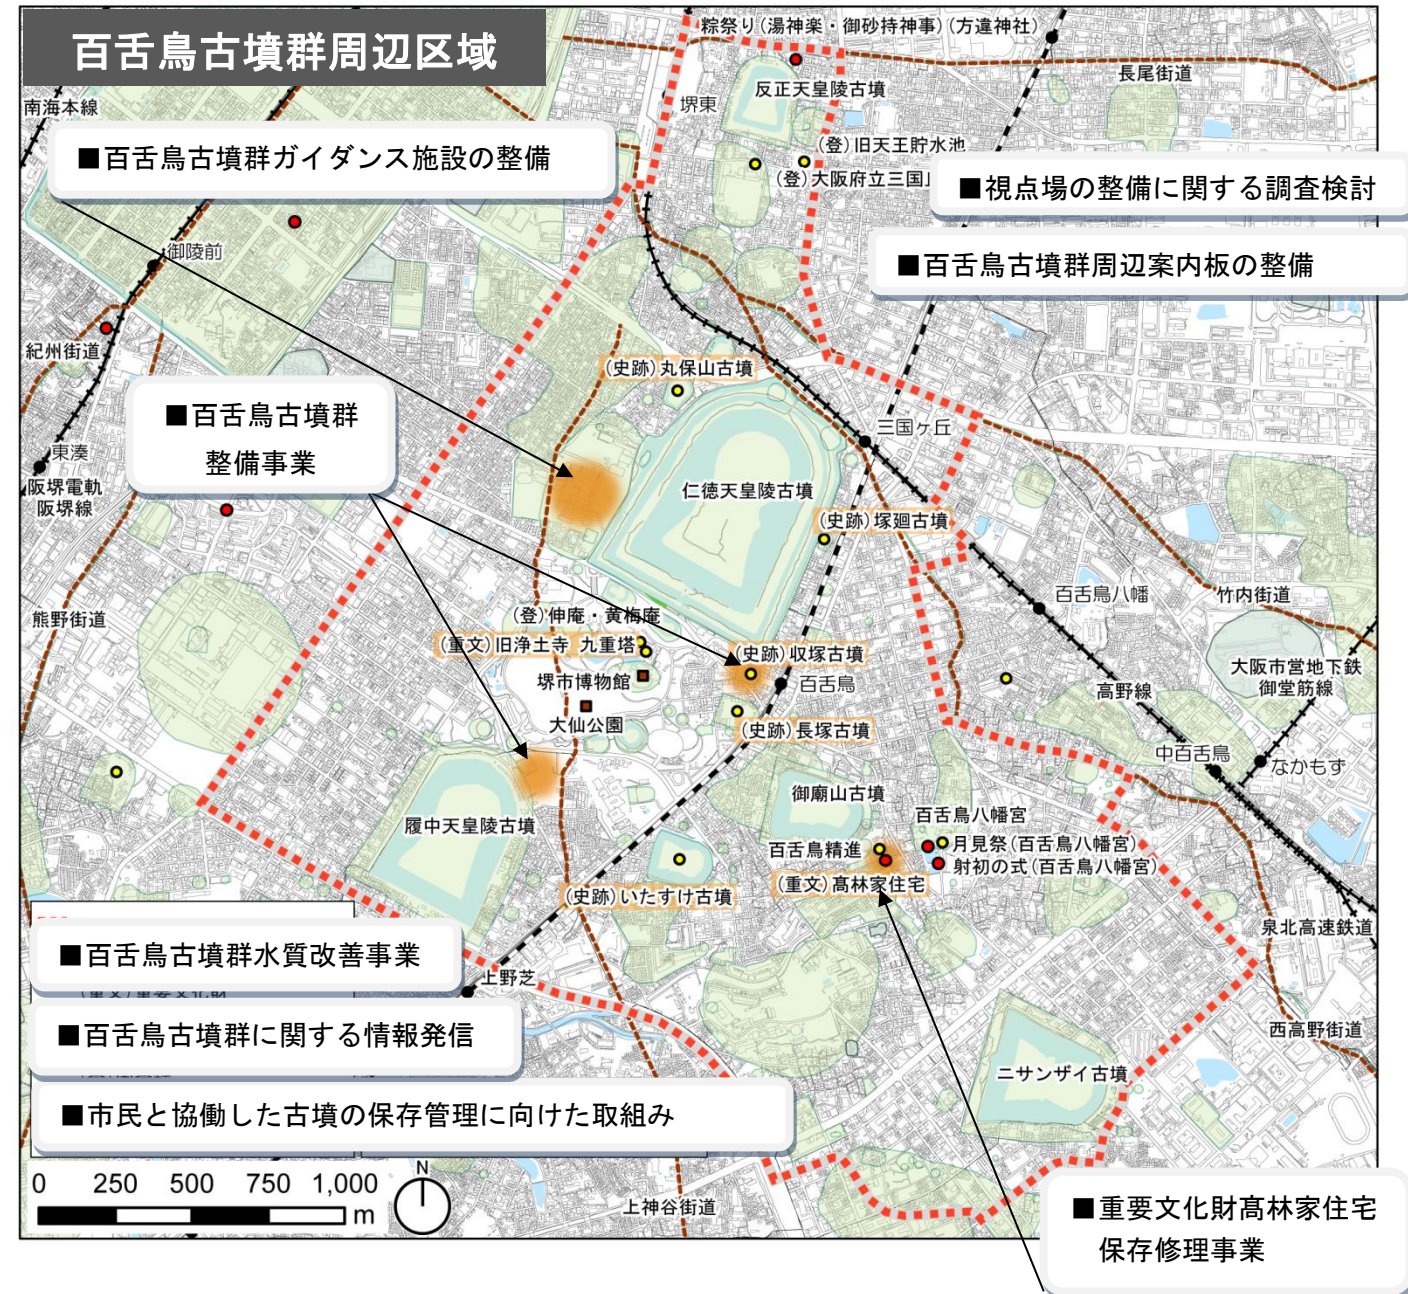 百舌鳥古墳群周辺区域
粽祭り(湯神楽・御砂持神事)(方違神社)
長尾街道
南海本線
反正天皇陵古墳
堺東
■百舌鳥古墳群ガイダンス施設の整備
(登)旧天王貯水池
(登)大阪府立三国
■視点場の整備に関する調査検討
御陵前
■百舌鳥古墳群周辺案内板の整備
紀州街道
(史跡)丸保山古墳
■百舌鳥古墳群
整備事業
三国ヶ丘
東湊
阪堺電軌
阪堺線
仁徳天皇陵古墳
(史跡)塚廻古墳
百舌鳥八幡
竹内街道
熊野街道
(登)伸庵・黄梅庵
(重文)旧浄土寺 九重塔
(史跡)収塚古墳
大阪市営地下鉄
御堂筋線
堺市博物館
百舌鳥
高野線
大仙公園
(史跡)長塚古墳
中百舌鳥
なかもず
御廟山古墳
履中天皇陵古墳
百舌鳥八幡宮
百舌鳥精進
月見祭(百舌鳥八幡宮)
射初の式(百舌鳥八幡宮)
(重文)髙林家住宅
(史跡)いたすけ古墳
泉北高速鉄道
■百舌鳥古墳群水質改善事業
上野芝
(重文)重要文化財
■百舌鳥古墳群に関する情報発信
西高野街道
ニサンザイ古墳
■市民と協働した古墳の保存管理に向けた取組み
0 250 500 750 1,000
m
N
上神谷街道
■重要文化財髙林家住宅
保存修理事業